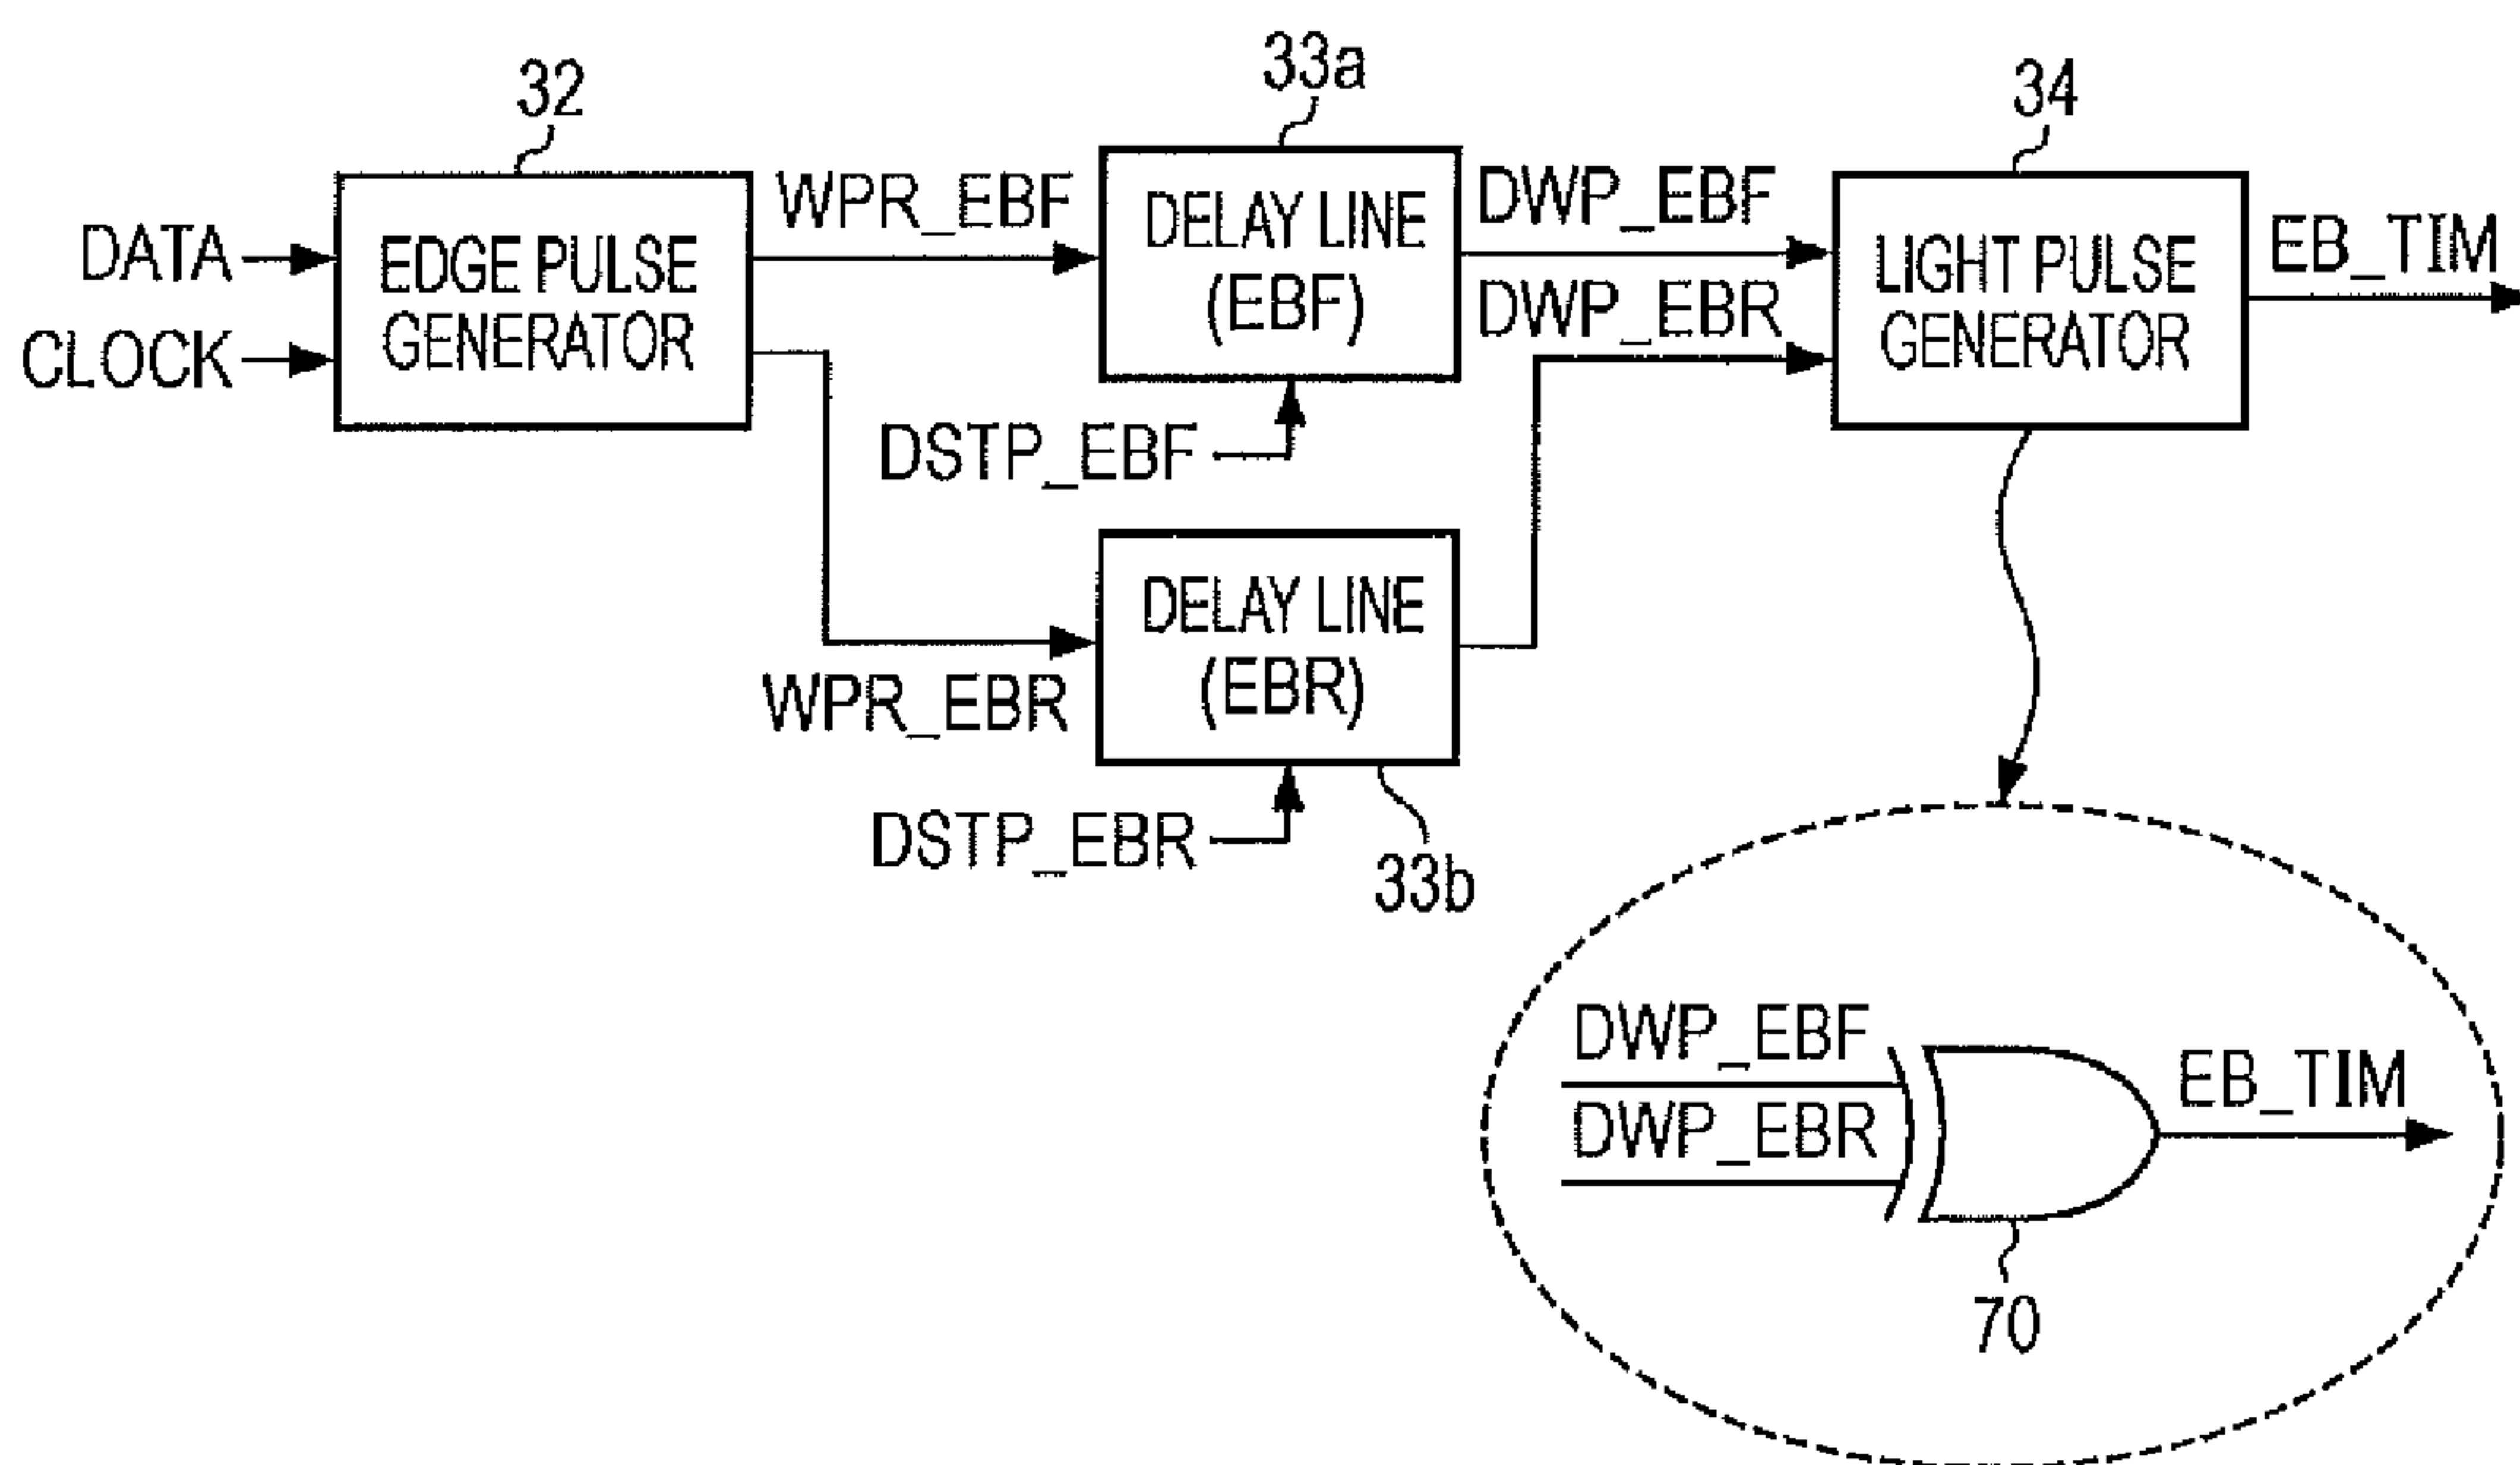 32
33a
34
DATA
CLOCK
EDGE PULSE
GENERATOR
WPR_EBF
DELAY LINE
(EBF)
DWP_EBF
DWP_EBR
LIGHT PULSE
GENERATOR
EB_TIM
DSTP_EBF
WPR_EBR
DELAY LINE
(EBR)
DSTP_EBR
33b
DWP_EBF
DWP_EBR
EB_TIM
70